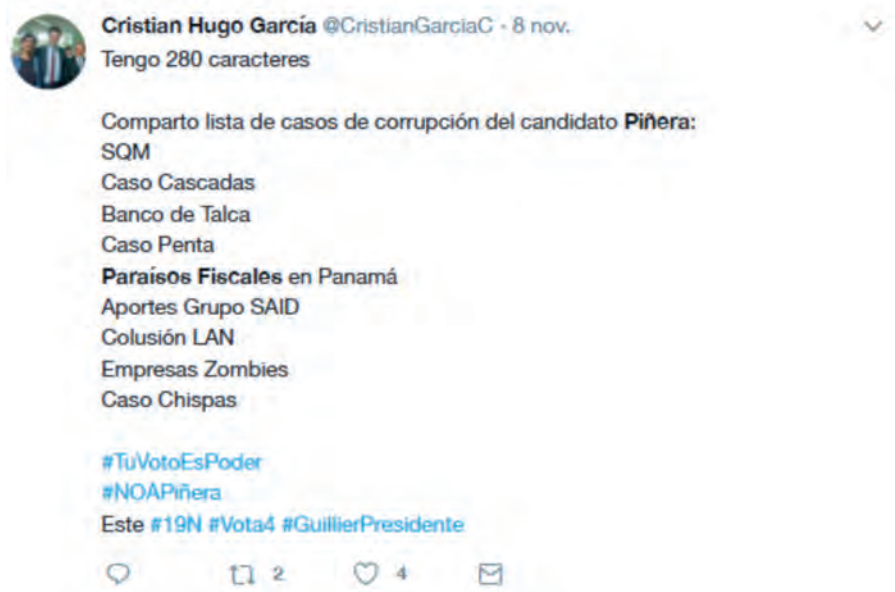 Cristian Hugo García @CristianGarciaC · 8 nov.
Tengo 280 caracteres
Comparto lista de casos de corrupción del candidato Piñera:
SQM
Caso Cascadas
Banco de Talca
Caso Penta
Paraísos Fiscales en Panamá
Aportes Grupo SAID
Colusión LAN
Empresas Zombies
Caso Chispas
#TuVotoEsPoder
#NOAPiñera
Este #19N #Vota4 #GuillierPresidente
2 4